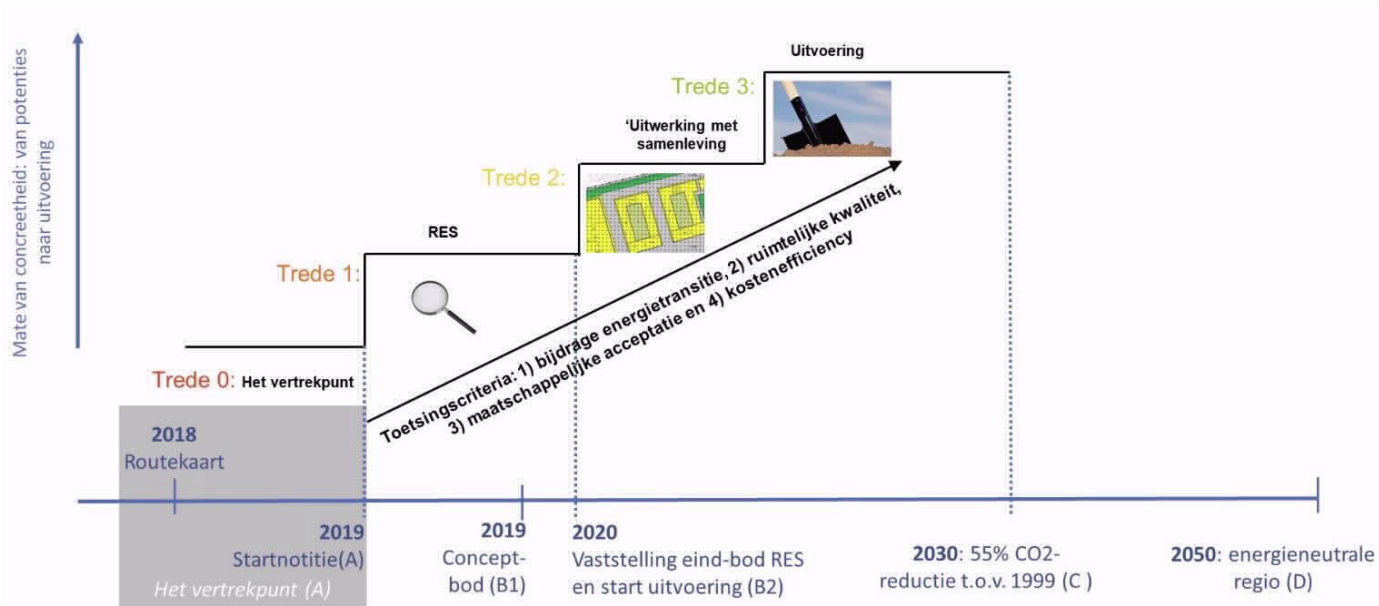 Mate van concreetheid: van potenties
naar uitvoering
Uitvoering
Trede 3:
‘Uitwerking met
samenleving
Trede 2:
RES
Trede 1:
Trede 0: Het vertrekpunt
Toetsingscriteria: 1) bijdrage energietransitie, 2) ruimtelijke kwaliteit,
3) maatschappelijke acceptatie en 4) kostenefficiency
2018
Routekaart
2019
Startnotitie(A)
Het vertrekpunt (A)
2019
Concept-
bod (B1)
2020
Vaststelling eind-bod RES
en start uitvoering (B2)
2030: 55% CO2-
reductie t.o.v. 1999 (C )
2050: energieneutrale
regio (D)